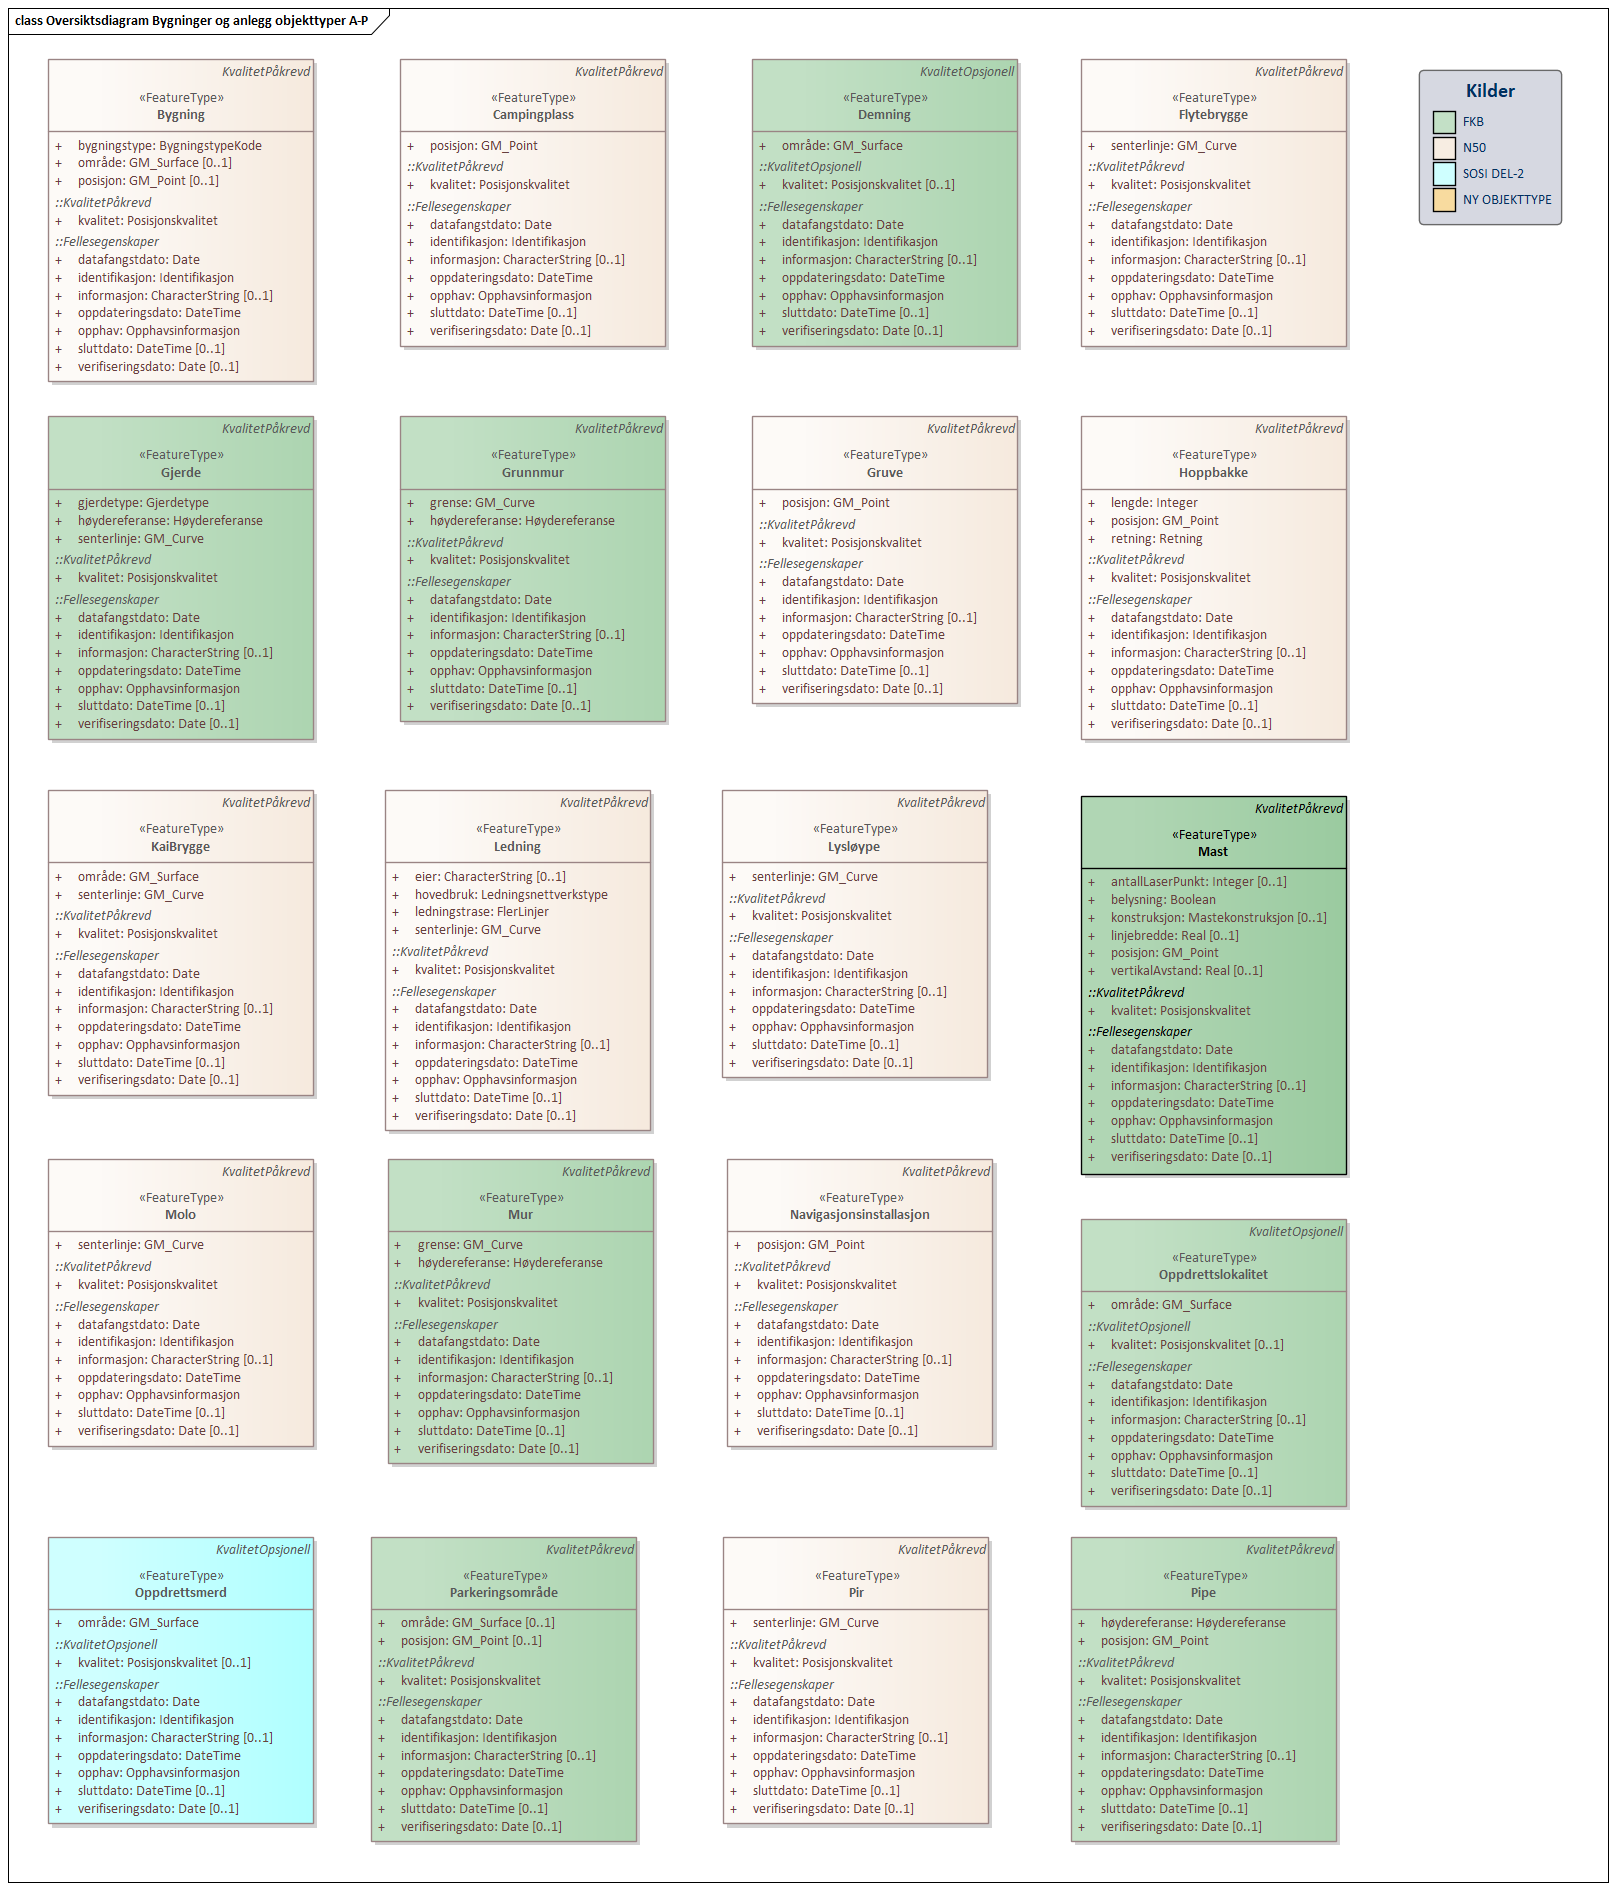 class Oversiktsdiagram Bygninger og anlegg objekttyper A-P
KvalitetPåkrevd
«FeatureType»
Bygning
+ bygningstype: BygningstypeKode
+ område: GM_Surface [0..1]
+ posisjon: GM_Point [0..1]
::KvalitetPåkrevd
+ kvalitet: Posisjonskvalitet
::Fellesegenskaper
+ datafangstdato: Date
+ identifikasjon: Identifikasjon
+ informasjon: CharacterString [0..1]
+ oppdateringsdato: DateTime
+ opphav: Opphavsinformasjon
+ sluttdato: DateTime [0..1]
+ verifiseringsdato: Date [0..1]
KvalitetPåkrevd
«FeatureType»
Campingplass
+ posisjon: GM_Point
::KvalitetPåkrevd
+ kvalitet: Posisjonskvalitet
::Fellesegenskaper
+ datafangstdato: Date
+ identifikasjon: Identifikasjon
+ informasjon: CharacterString [0..1]
+ oppdateringsdato: DateTime
+ opphav: Opphavsinformasjon
+ sluttdato: DateTime [0..1]
+ verifiseringsdato: Date [0..1]
KvalitetOpsjonell
«FeatureType»
Demning
+ område: GM_Surface
::KvalitetOpsjonell
+ kvalitet: Posisjonskvalitet [0..1]
::Fellesegenskaper
+ datafangstdato: Date
+ identifikasjon: Identifikasjon
+ informasjon: CharacterString [0..1]
+ oppdateringsdato: DateTime
+ opphav: Opphavsinformasjon
+ sluttdato: DateTime [0..1]
+ verifiseringsdato: Date [0..1]
KvalitetPåkrevd
«FeatureType»
Flytebrygge
+ senterlinje: GM_Curve
::KvalitetPåkrevd
+ kvalitet: Posisjonskvalitet
::Fellesegenskaper
+ datafangstdato: Date
+ identifikasjon: Identifikasjon
+ informasjon: CharacterString [0..1]
+ oppdateringsdato: DateTime
+ opphav: Opphavsinformasjon
+ sluttdato: DateTime [0..1]
+ verifiseringsdato: Date [0..1]
Kilder
FKB
N50
SOSI DEL-2
NY OBJEKTTYPE
KvalitetPåkrevd
«FeatureType»
Gjerde
+ gjerdetype: Gjerdetype
+ høydereferanse: Høydereferanse
+ senterlinje: GM_Curve
::KvalitetPåkrevd
+ kvalitet: Posisjonskvalitet
::Fellesegenskaper
+ datafangstdato: Date
+ identifikasjon: Identifikasjon
+ informasjon: CharacterString [0..1]
+ oppdateringsdato: DateTime
+ opphav: Opphavsinformasjon
+ sluttdato: DateTime [0..1]
+ verifiseringsdato: Date [0..1]
KvalitetPåkrevd
«FeatureType»
Grunnmur
+ grense: GM_Curve
+ høydereferanse: Høydereferanse
::KvalitetPåkrevd
+ kvalitet: Posisjonskvalitet
::Fellesegenskaper
+ datafangstdato: Date
+ identifikasjon: Identifikasjon
+ informasjon: CharacterString [0..1]
+ oppdateringsdato: DateTime
+ opphav: Opphavsinformasjon
+ sluttdato: DateTime [0..1]
+ verifiseringsdato: Date [0..1]
KvalitetPåkrevd
«FeatureType»
Gruve
+ posisjon: GM_Point
::KvalitetPåkrevd
+ kvalitet: Posisjonskvalitet
::Fellesegenskaper
+ datafangstdato: Date
+ identifikasjon: Identifikasjon
+ informasjon: CharacterString [0..1]
+ oppdateringsdato: DateTime
+ opphav: Opphavsinformasjon
+ sluttdato: DateTime [0..1]
+ verifiseringsdato: Date [0..1]
KvalitetPåkrevd
«FeatureType»
Hoppbakke
+ lengde: Integer
+ posisjon: GM_Point
+ retning: Retning
::KvalitetPåkrevd
+ kvalitet: Posisjonskvalitet
::Fellesegenskaper
+ datafangstdato: Date
+ identifikasjon: Identifikasjon
+ informasjon: CharacterString [0..1]
+ oppdateringsdato: DateTime
+ opphav: Opphavsinformasjon
+ sluttdato: DateTime [0..1]
+ verifiseringsdato: Date [0..1]
KvalitetPåkrevd
«FeatureType»
KaiBrygge
+ område: GM_Surface
+ senterlinje: GM_Curve
::KvalitetPåkrevd
+ kvalitet: Posisjonskvalitet
::Fellesegenskaper
+ datafangstdato: Date
+ identifikasjon: Identifikasjon
+ informasjon: CharacterString [0..1]
+ oppdateringsdato: DateTime
+ opphav: Opphavsinformasjon
+ sluttdato: DateTime [0..1]
+ verifiseringsdato: Date [0..1]
KvalitetPåkrevd
«FeatureType»
Ledning
+ eier: CharacterString [0..1]
+ hovedbruk: Ledningsnettverkstype
+ ledningstrase: FlerLinjer
+ senterlinje: GM_Curve
::KvalitetPåkrevd
+ kvalitet: Posisjonskvalitet
::Fellesegenskaper
+ datafangstdato: Date
+ identifikasjon: Identifikasjon
+ informasjon: CharacterString [0..1]
+ oppdateringsdato: DateTime
+ opphav: Opphavsinformasjon
+ sluttdato: DateTime [0..1]
+ verifiseringsdato: Date [0..1]
KvalitetPåkrevd
«FeatureType»
Lysløype
+ senterlinje: GM_Curve
::KvalitetPåkrevd
+ kvalitet: Posisjonskvalitet
::Fellesegenskaper
+ datafangstdato: Date
+ identifikasjon: Identifikasjon
+ informasjon: CharacterString [0..1]
+ oppdateringsdato: DateTime
+ opphav: Opphavsinformasjon
+ sluttdato: DateTime [0..1]
+ verifiseringsdato: Date [0..1]
KvalitetPåkrevd
«FeatureType»
Mast
+ antallLaserPunkt: Integer [0..1]
+ belysning: Boolean
+ konstruksjon: Mastekonstruksjon [0..1]
+ linjebredde: Real [0..1]
+ posisjon: GM_Point
+ vertikalAvstand: Real [0..1]
::KvalitetPåkrevd
+ kvalitet: Posisjonskvalitet
::Fellesegenskaper
+ datafangstdato: Date
+ identifikasjon: Identifikasjon
+ informasjon: CharacterString [0..1]
+ oppdateringsdato: DateTime
+ opphav: Opphavsinformasjon
+ sluttdato: DateTime [0..1]
+ verifiseringsdato: Date [0..1]
KvalitetPåkrevd
«FeatureType»
Molo
+ senterlinje: GM_Curve
::KvalitetPåkrevd
+ kvalitet: Posisjonskvalitet
::Fellesegenskaper
+ datafangstdato: Date
+ identifikasjon: Identifikasjon
+ informasjon: CharacterString [0..1]
+ oppdateringsdato: DateTime
+ opphav: Opphavsinformasjon
+ sluttdato: DateTime [0..1]
+ verifiseringsdato: Date [0..1]
KvalitetPåkrevd
«FeatureType»
Mur
+ grense: GM_Curve
+ høydereferanse: Høydereferanse
::KvalitetPåkrevd
+ kvalitet: Posisjonskvalitet
::Fellesegenskaper
+ datafangstdato: Date
+ identifikasjon: Identifikasjon
+ informasjon: CharacterString [0..1]
+ oppdateringsdato: DateTime
+ opphav: Opphavsinformasjon
+ sluttdato: DateTime [0..1]
+ verifiseringsdato: Date [0..1]
KvalitetPåkrevd
«FeatureType»
Navigasjonsinstallasjon
+ posisjon: GM_Point
::KvalitetPåkrevd
+ kvalitet: Posisjonskvalitet
::Fellesegenskaper
+ datafangstdato: Date
+ identifikasjon: Identifikasjon
+ informasjon: CharacterString [0..1]
+ oppdateringsdato: DateTime
+ opphav: Opphavsinformasjon
+ sluttdato: DateTime [0..1]
+ verifiseringsdato: Date [0..1]
KvalitetOpsjonell
«FeatureType»
Oppdrettslokalitet
+ område: GM_Surface
::KvalitetOpsjonell
+ kvalitet: Posisjonskvalitet [0..1]
::Fellesegenskaper
+ datafangstdato: Date
+ identifikasjon: Identifikasjon
+ informasjon: CharacterString [0..1]
+ oppdateringsdato: DateTime
+ opphav: Opphavsinformasjon
+ sluttdato: DateTime [0..1]
+ verifiseringsdato: Date [0..1]
KvalitetOpsjonell
«FeatureType»
Oppdrettsmerd
+ område: GM_Surface
::KvalitetOpsjonell
+ kvalitet: Posisjonskvalitet [0..1]
::Fellesegenskaper
+ datafangstdato: Date
+ identifikasjon: Identifikasjon
+ informasjon: CharacterString [0..1]
+ oppdateringsdato: DateTime
+ opphav: Opphavsinformasjon
+ sluttdato: DateTime [0..1]
+ verifiseringsdato: Date [0..1]
KvalitetPåkrevd
«FeatureType»
Parkeringsområde
+ område: GM_Surface [0..1]
+ posisjon: GM_Point [0..1]
::KvalitetPåkrevd
+ kvalitet: Posisjonskvalitet
::Fellesegenskaper
+ datafangstdato: Date
+ identifikasjon: Identifikasjon
+ informasjon: CharacterString [0..1]
+ oppdateringsdato: DateTime
+ opphav: Opphavsinformasjon
+ sluttdato: DateTime [0..1]
+ verifiseringsdato: Date [0..1]
KvalitetPåkrevd
«FeatureType»
Pir
+ senterlinje: GM_Curve
::KvalitetPåkrevd
+ kvalitet: Posisjonskvalitet
::Fellesegenskaper
+ datafangstdato: Date
+ identifikasjon: Identifikasjon
+ informasjon: CharacterString [0..1]
+ oppdateringsdato: DateTime
+ opphav: Opphavsinformasjon
+ sluttdato: DateTime [0..1]
+ verifiseringsdato: Date [0..1]
KvalitetPåkrevd
«FeatureType»
Pipe
+ høydereferanse: Høydereferanse
+ posisjon: GM_Point
::KvalitetPåkrevd
+ kvalitet: Posisjonskvalitet
::Fellesegenskaper
+ datafangstdato: Date
+ identifikasjon: Identifikasjon
+ informasjon: CharacterString [0..1]
+ oppdateringsdato: DateTime
+ opphav: Opphavsinformasjon
+ sluttdato: DateTime [0..1]
+ verifiseringsdato: Date [0..1]